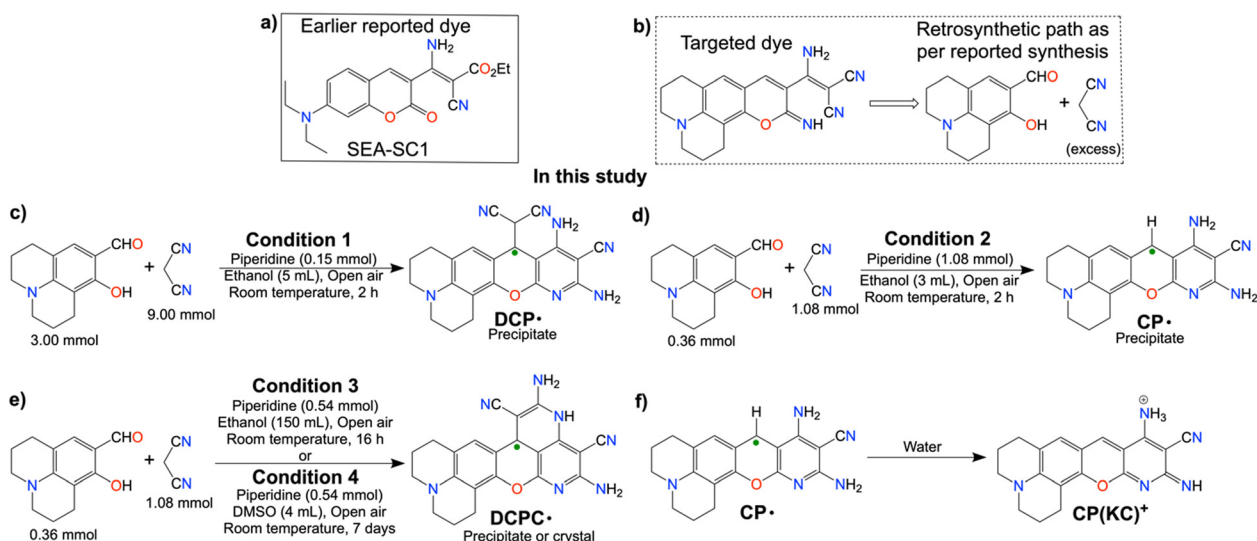 a)
Earlier reported dye
NH2
CO2Et
CN
N
O
O
SEA-SC1
b)
Targeted dye
Retrosynthetic path as
per reported synthesis
NH2
CN
CN
N
O
NH
CHO
N
OH
+
CN
CN
(excess)
In this study
c)
CHO
N
OH
3.00 mmol
+
CN
CN
9.00 mmol
Condition 1
Piperidine (0.15 mmol)
Ethanol (5 mL), Open air
Room temperature, 2 h
NC
CN
NH2
CN
N
O
N
NH2
DCP•
Precipitate
d)
CHO
N
OH
0.36 mmol
+
CN
CN
1.08 mmol
Condition 2
Piperidine (1.08 mmol)
Ethanol (3 mL), Open air
Room temperature, 2 h
H
NH2
CN
N
O
N
NH2
CP•
Precipitate
e)
CHO
N
OH
0.36 mmol
+
CN
CN
1.08 mmol
Condition 3
Piperidine (0.54 mmol)
Ethanol (150 mL), Open air
Room temperature, 16 h
or
Condition 4
Piperidine (0.54 mmol)
DMSO (4 mL), Open air
Room temperature, 7 days
NH2
NC
NH
CN
N
O
N
NH2
DCPC•
Precipitate or crystal
f)
H
NH2
CN
N
O
N
NH2
CP•
Water
⊕
NH3
CN
N
O
N
NH
CP(KC)+